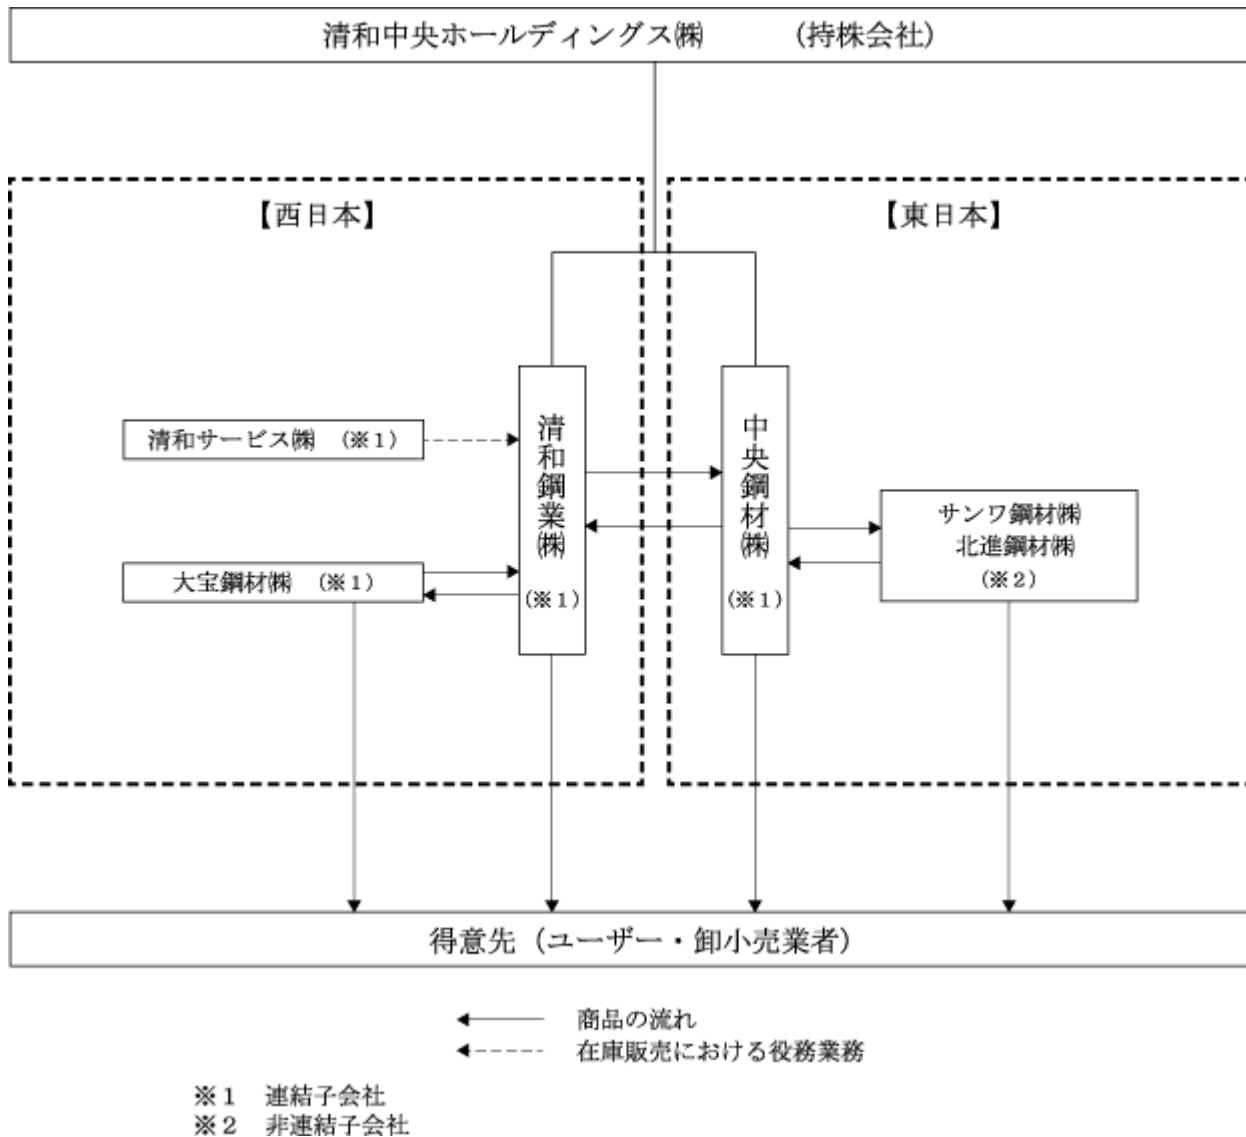 清和中央ホールディングス㈱　　　（持株会社）
【西日本】
【東日本】
清和サービス㈱　（※１）
大宝鋼材㈱　（※１）
清和鋼業㈱
（※１）
中央鋼材㈱
（※１）
サンワ鋼材㈱
北進鋼材㈱
（※２）
得意先（ユーザー・卸小売業者）
商品の流れ
在庫販売における役務業務
※１　連結子会社
※２　非連結子会社